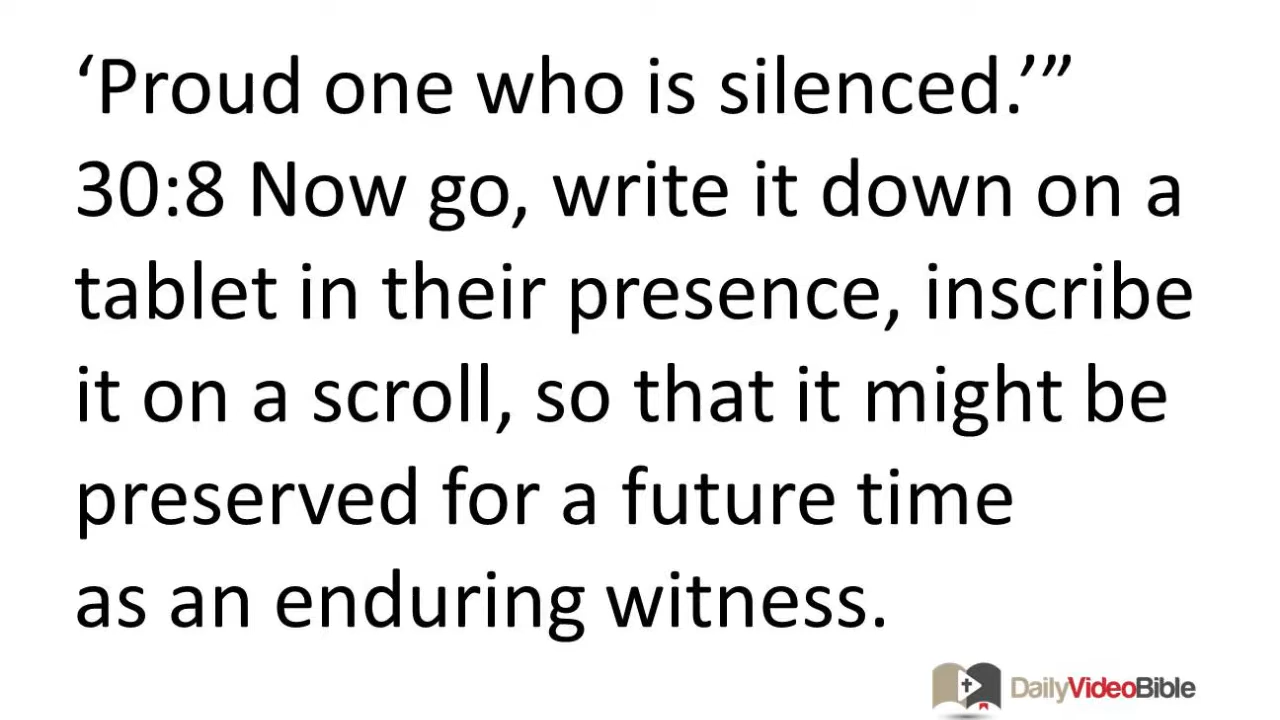 ‘Proud one who is silenced.’”
30:8 Now go, write it down on a
tablet in their presence, inscribe
it on a scroll, so that it might be
preserved for a future time
as an enduring witness.
DailyVideoBible